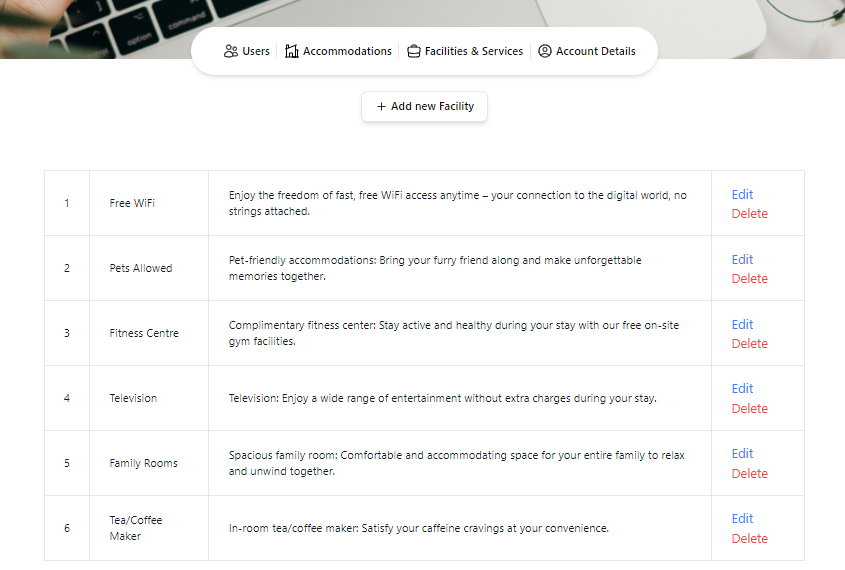 option
command
Users
Accommodations
Facilities & Services
Account Details
+ Add new Facility
1
Free WiFi
Enjoy the freedom of fast, free WiFi access anytime – your connection to the digital world, no
strings attached.
Edit
Delete
2
Pets Allowed
Pet-friendly accommodations: Bring your furry friend along and make unforgettable
memories together.
Edit
Delete
3
Fitness Centre
Complimentary fitness center: Stay active and healthy during your stay with our free on-site
gym facilities.
Edit
Delete
4
Television
Television: Enjoy a wide range of entertainment without extra charges during your stay.
Edit
Delete
5
Family Rooms
Spacious family room: Comfortable and accommodating space for your entire family to relax
and unwind together.
Edit
Delete
6
Tea/Coffee
Maker
In-room tea/coffee maker: Satisfy your caffeine cravings at your convenience.
Edit
Delete